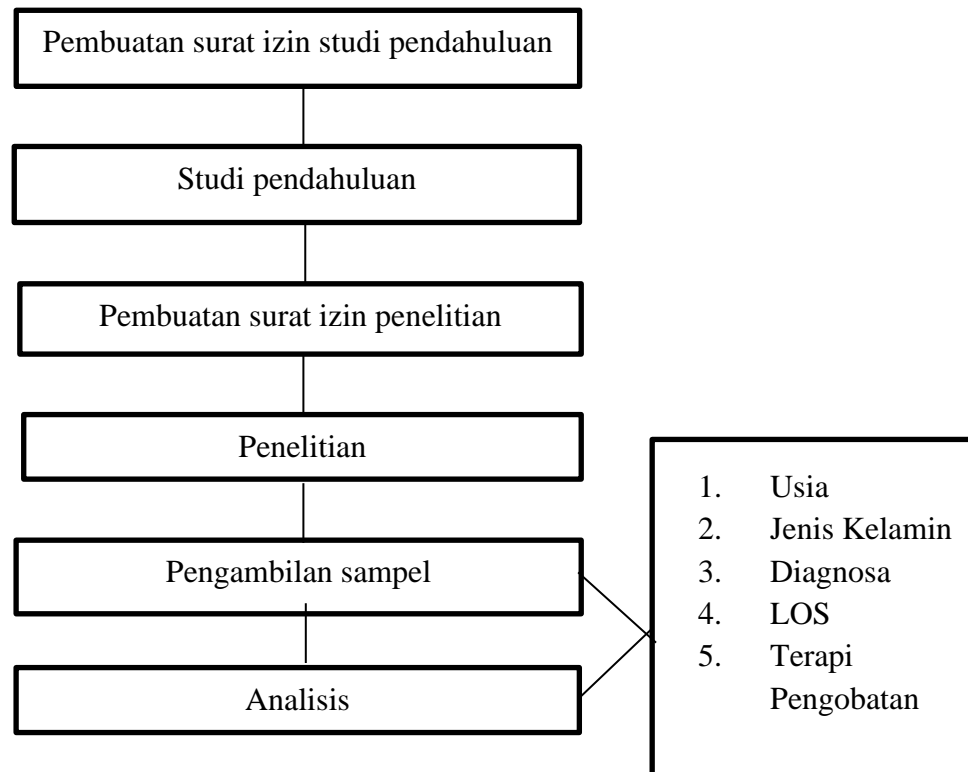 Pembuatan surat izin studi pendahuluan
Studi pendahuluan
Pembuatan surat izin penelitian
Penelitian
Pengambilan sampel
Analisis
1. Usia
2. Jenis Kelamin
3. Diagnosa
4. LOS
5. Terapi
Pengobatan